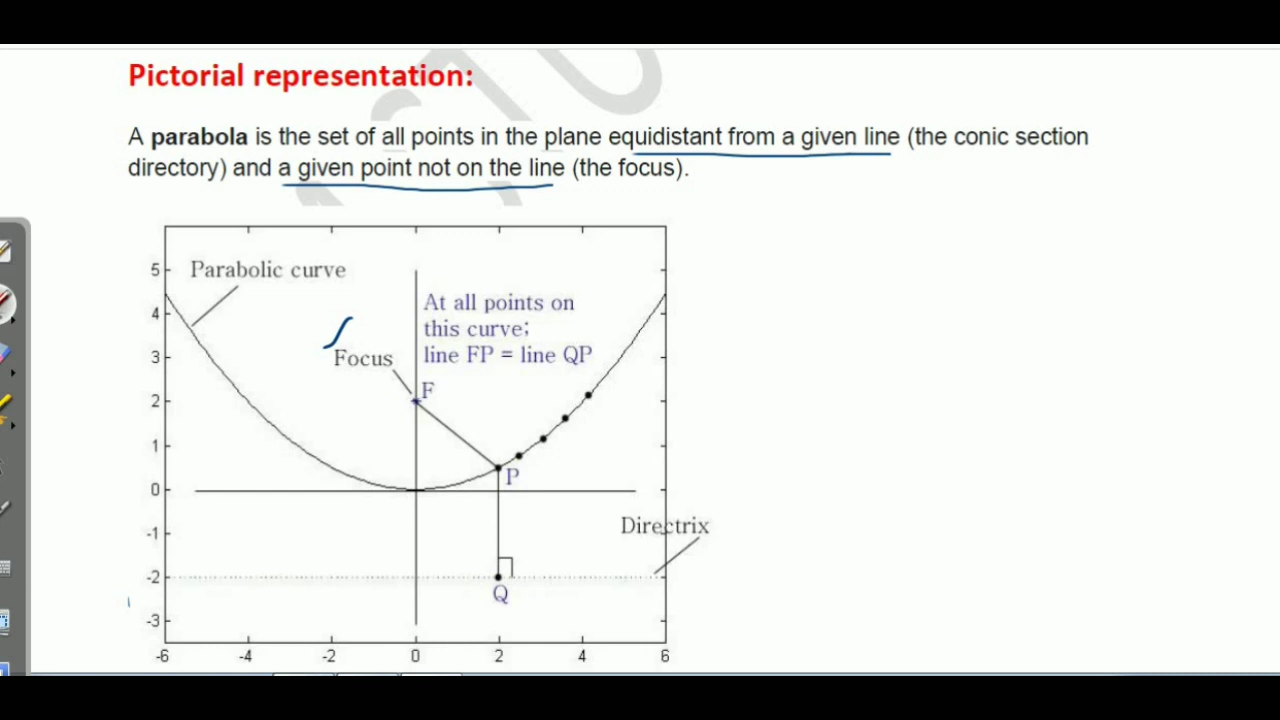 Pictorial representation:
A parabola is the set of all points in the plane equidistant from a given line (the conic section
directory) and a given point not on the line (the focus).
5
Parabolic curve
4
At all points on
this curve;
line FP = line QP
3
Focus
2
F
1
P
0
Directrix
-1
-2
Q
-3
-6 -4 -2 0 2 4 6